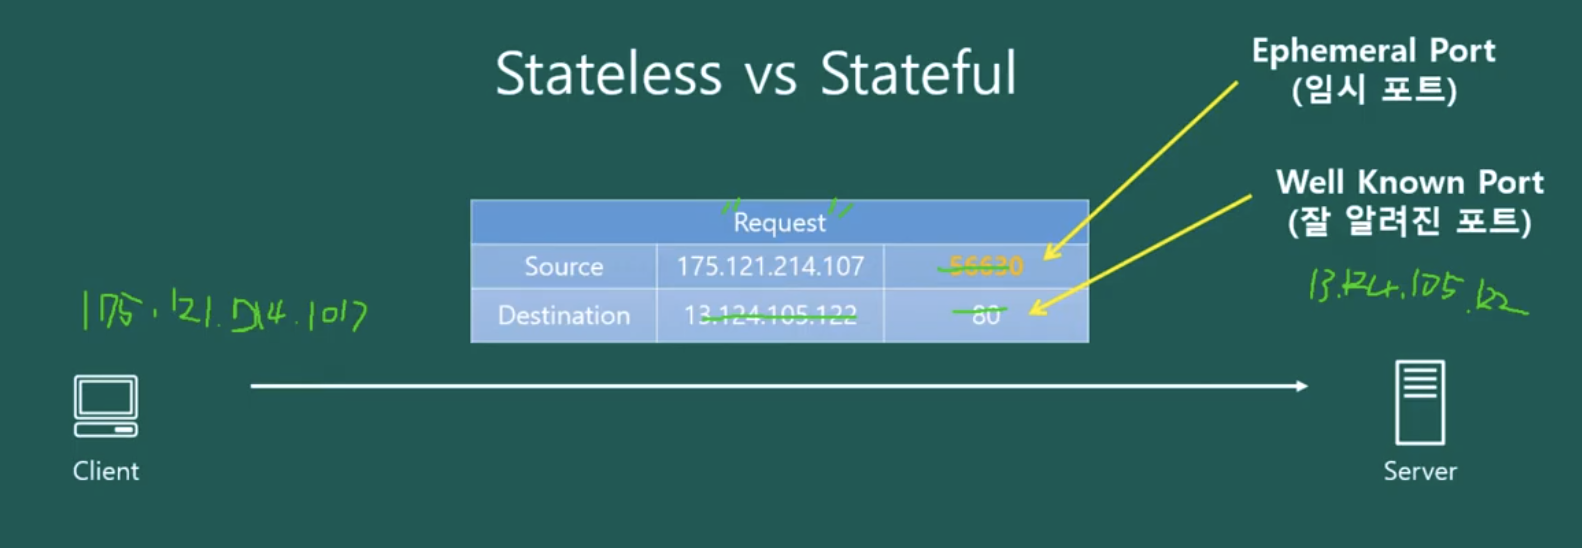 Stateless vs Stateful
Ephemeral Port
(임시 포트)
Well Known Port
(잘 알려진 포트)
"Request"
Source 175.121.214.107 56630
Destination 13.124.105.122 80
175.121.214.107
13.124.105.122
Client
Server